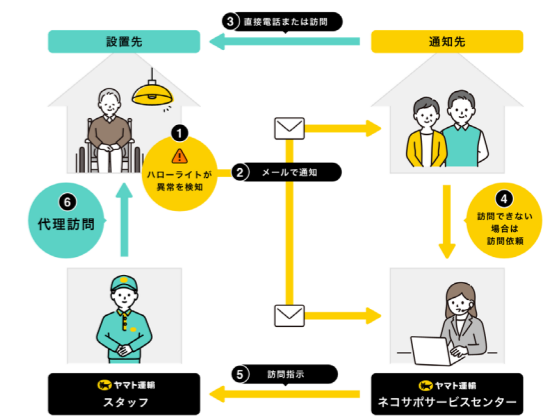 3 直接電話または訪問
設置先
通知先
1
ハローライトが
異常を検知
2 メールで通知
6
代理訪問
4
訪問できない
場合は
訪問依頼
5 訪問指示
ヤマト運輸
スタッフ
ヤマト運輸
ネコサポサービスセンター